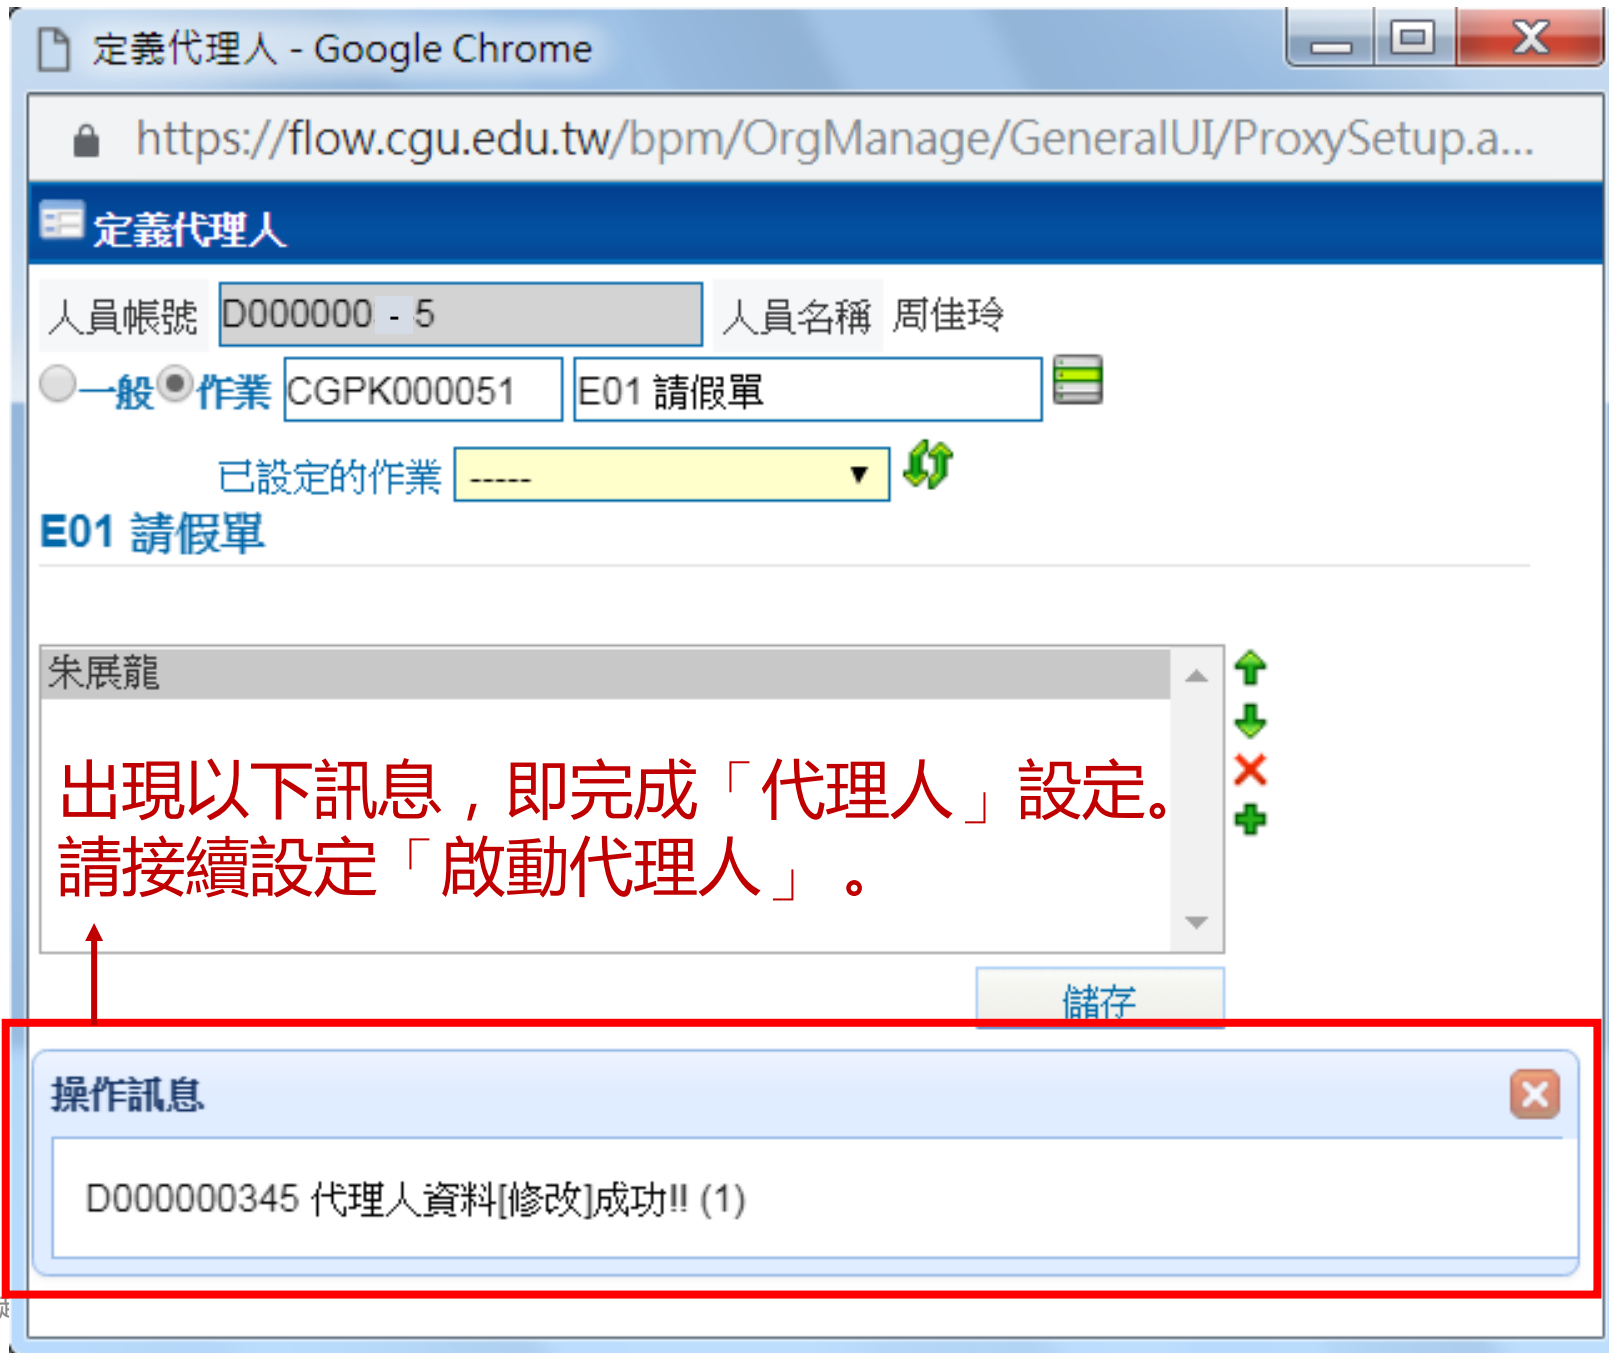 定義代理人 - Google Chrome
https://flow.cgu.edu.tw/bpm/OrgManage/GeneralUI/ProxySetup.a...
定義代理人
人員帳號 D000000 - 5 人員名稱 周佳玲
一般 作業 CGPK000051 E01 請假單
已設定的作業 -----
E01 請假單
朱展龍
出現以下訊息，即完成「代理人」設定。
請接續設定「啟動代理人」。
儲存
操作訊息
D000000345 代理人資料[修改]成功!! (1)